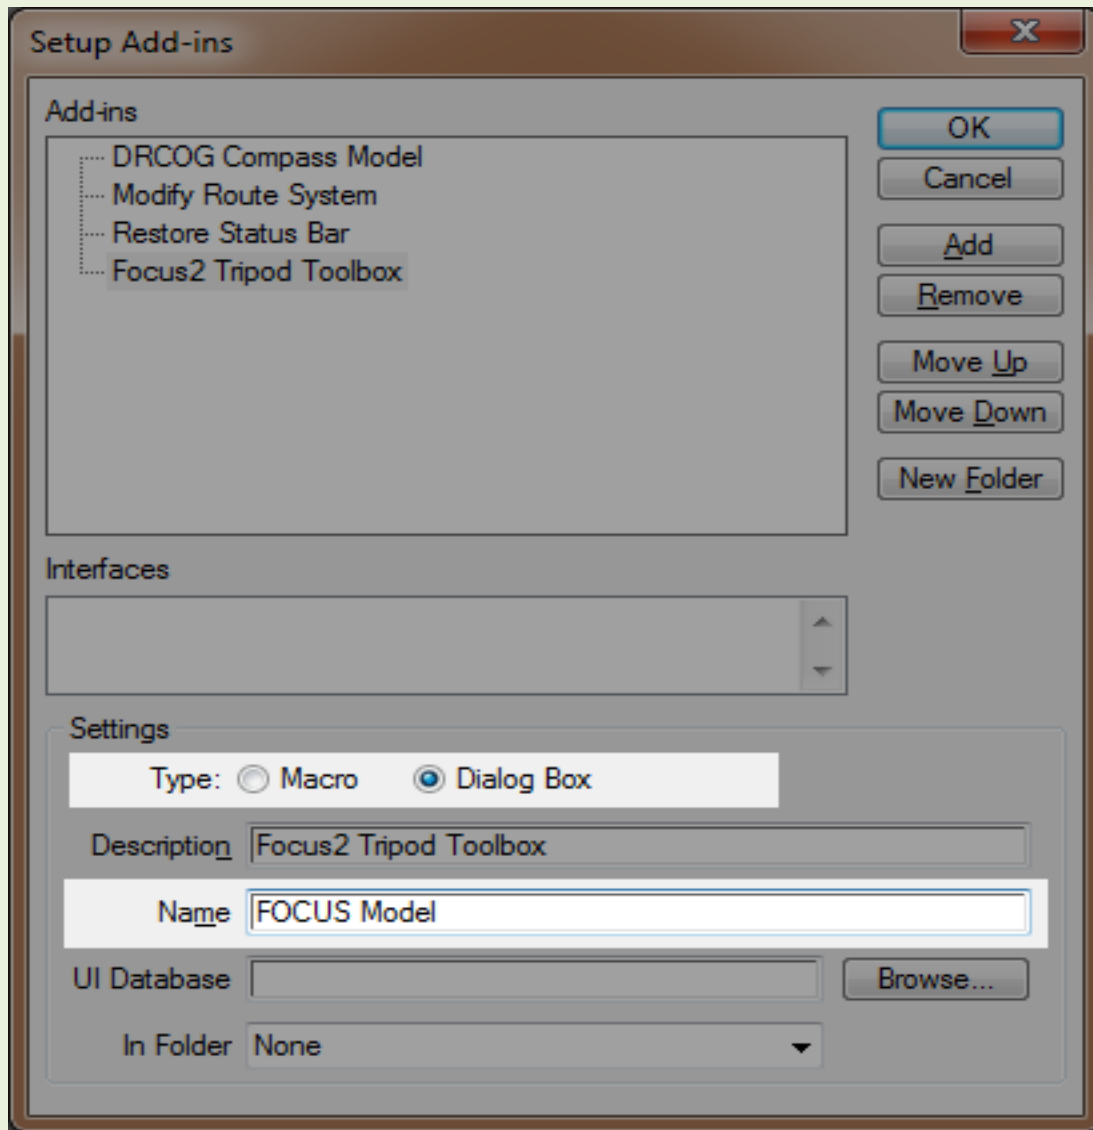 Setup Add-ins
Add-ins
DRCOG Compass Model
Modify Route System
Restore Status Bar
Focus2 Tripod Toolbox
OK
Cancel
Add
Remove
Move Up
Move Down
New Folder
Interfaces
Settings
Type: Macro Dialog Box
Description Focus2 Tripod Toolbox
Name FOCUS Model
UI Database Browse...
In Folder None